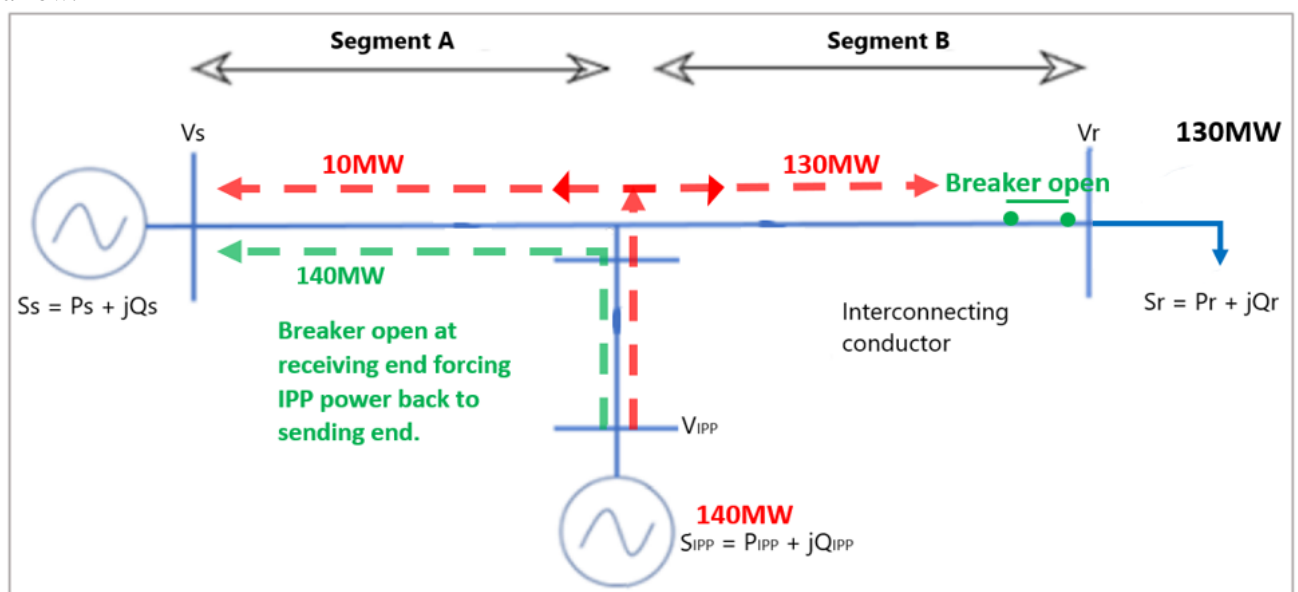 Segment A
Segment B
Vs
Vr
130MW
10MW
130MW
Breaker open
140MW
Ss = Ps + jQs
Sr = Pr + jQr
Breaker open at
receiving end forcing
IPP power back to
sending end.
Interconnecting
conductor
VIPP
140MW
SIPP = PIPP + jQIPP